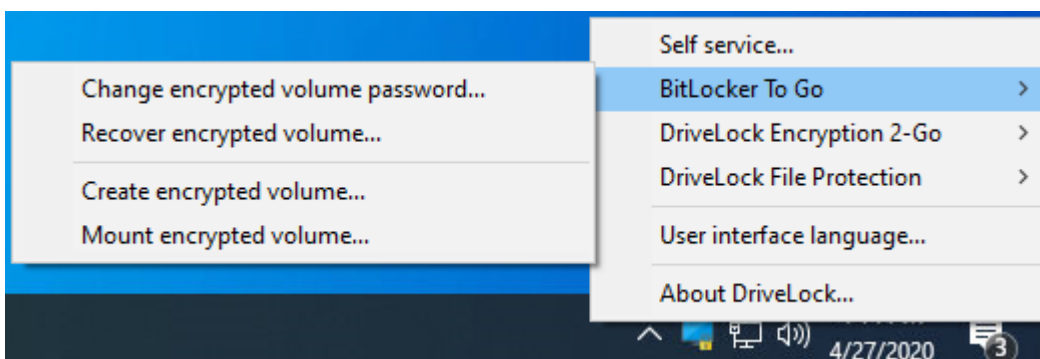 Self service...
BitLocker To Go
DriveLock Encryption 2-Go
DriveLock File Protection
User interface language...
About DriveLock...
Change encrypted volume password...
Recover encrypted volume...
Create encrypted volume...
Mount encrypted volume...
4/27/2020
3